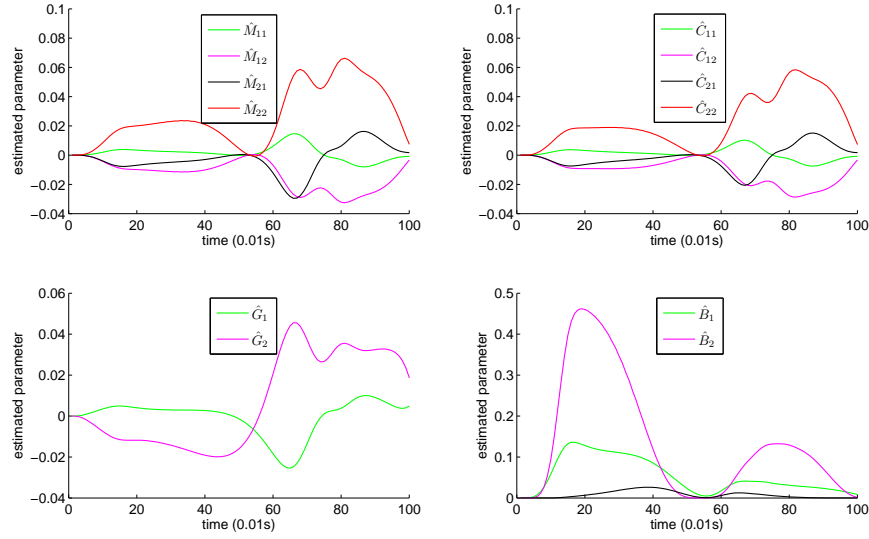 0.1
0.08
0.06
0.04
0.02
0
−0.02
−0.04
estimated parameter
M̂11
M̂12
M̂21
M̂22
0 20 40 60 80 100
time (0.01s)
0.1
0.08
0.06
0.04
0.02
0
−0.02
−0.04
estimated parameter
Ĉ11
Ĉ12
Ĉ21
Ĉ22
0 20 40 60 80 100
time (0.01s)
0.06
0.04
0.02
0
−0.02
−0.04
estimated parameter
Ĝ1
Ĝ2
0 20 40 60 80 100
time (0.01s)
0.5
0.4
0.3
0.2
0.1
0
estimated parameter
B̂1
B̂2
0 20 40 60 80 100
time (0.01s)